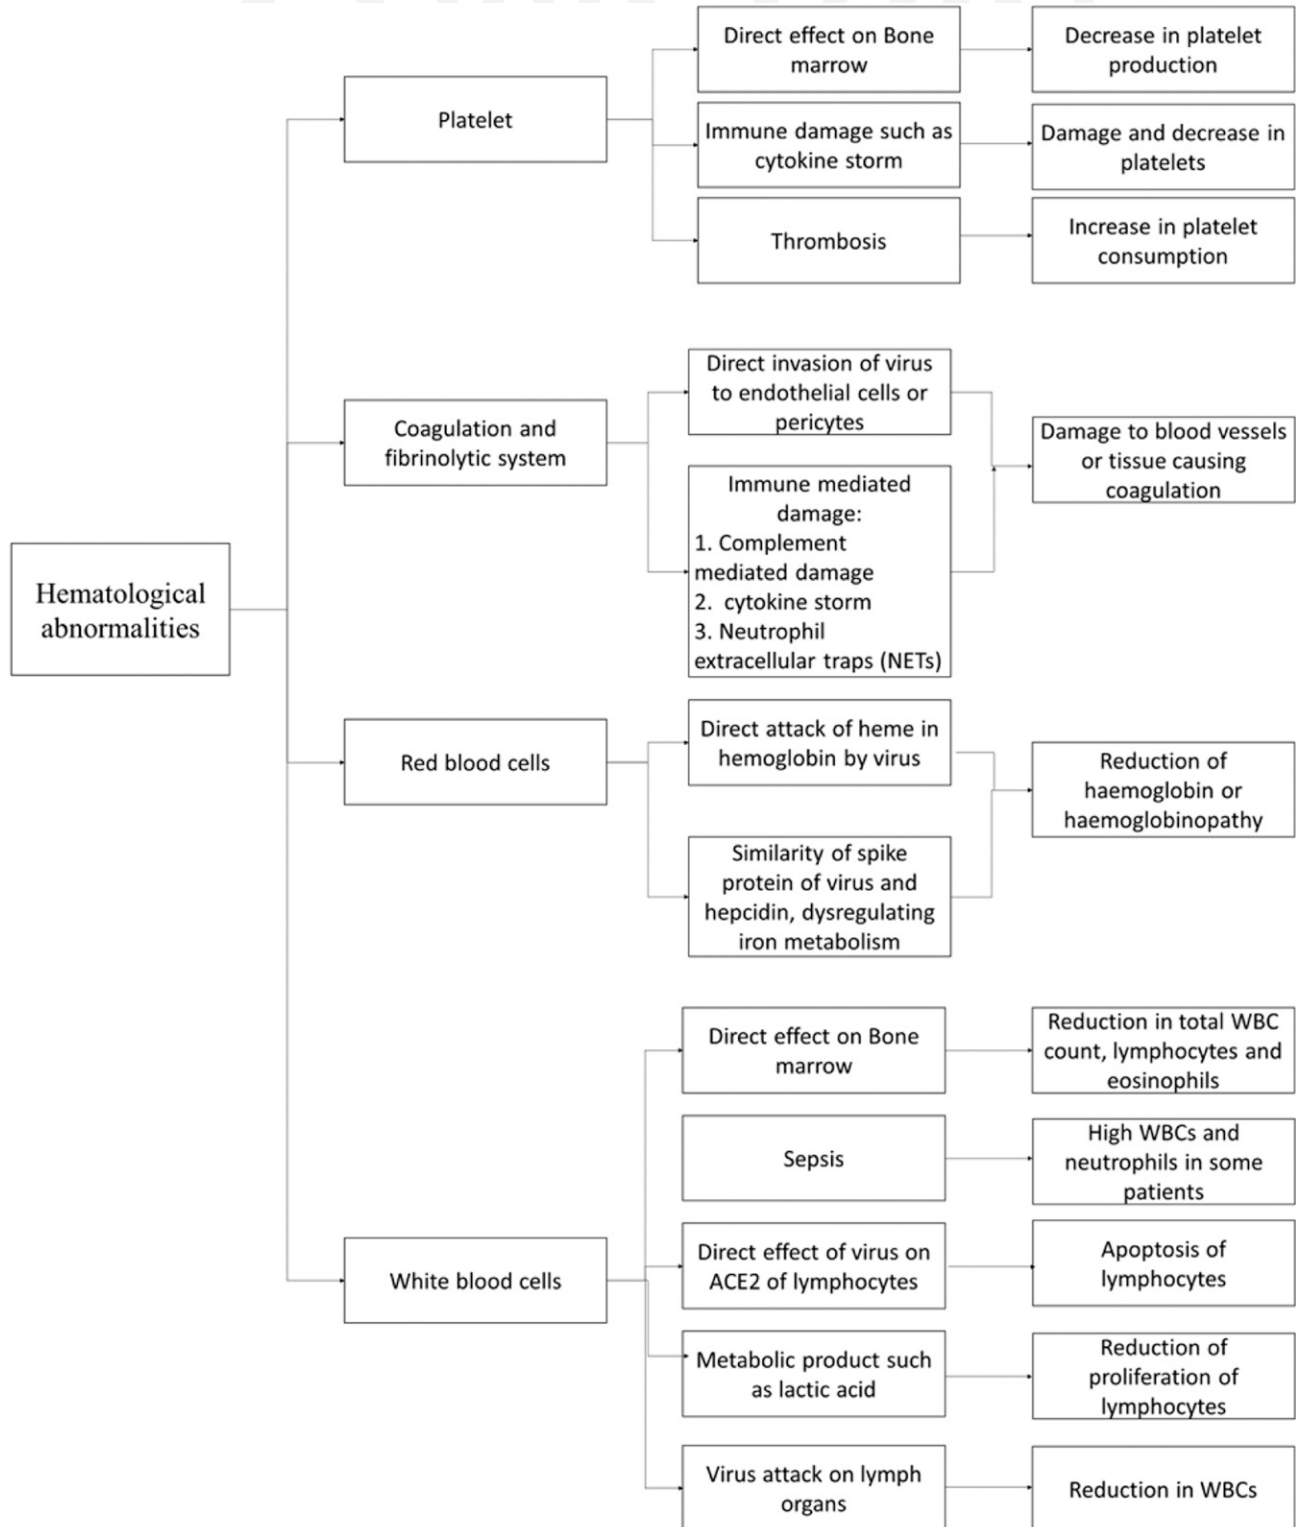 Hematological
abnormalities
Platelet
Direct effect on Bone
marrow
Decrease in platelet
production
Immune damage such as
cytokine storm
Damage and decrease in
platelets
Thrombosis
Increase in platelet
consumption
Coagulation and
fibrinolytic system
Direct invasion of virus
to endothelial cells or
pericytes
Immune mediated
damage:
1. Complement
mediated damage
2. cytokine storm
3. Neutrophil
extracellular traps (NETs)
Damage to blood vessels
or tissue causing
coagulation
Red blood cells
Direct attack of heme in
hemoglobin by virus
Similarity of spike
protein of virus and
hepcidin, dysregulating
iron metabolism
Reduction of
haemoglobin or
haemoglobinopathy
White blood cells
Direct effect on Bone
marrow
Reduction in total WBC
count, lymphocytes and
eosinophils
Sepsis
High WBCs and
neutrophils in some
patients
Direct effect of virus on
ACE2 of lymphocytes
Apoptosis of
lymphocytes
Metabolic product such
as lactic acid
Reduction of
proliferation of
lymphocytes
Virus attack on lymph
organs
Reduction in WBCs